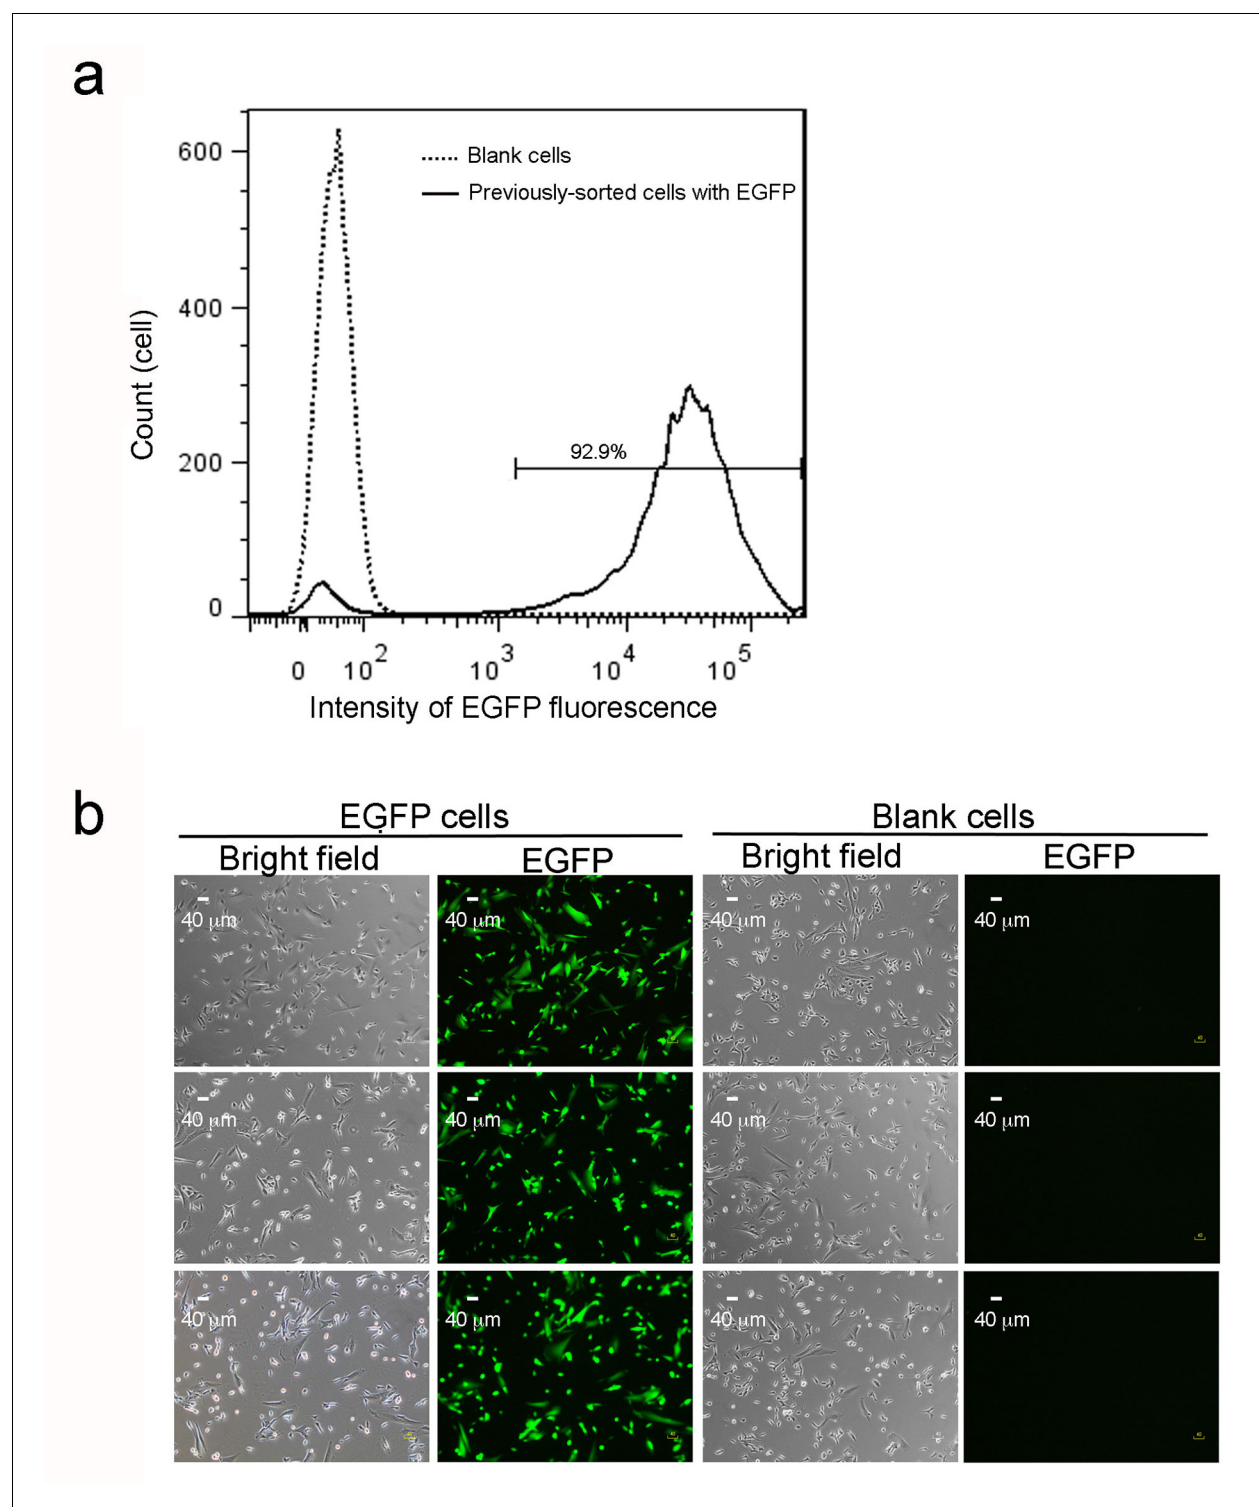 a
600
400
200
0
Count (cell)
Blank cells
Previously-sorted cells with EGFP
92.9%
0 10^2 10^3 10^4 10^5
Intensity of EGFP fluorescence
b
EGFP cells Blank cells
Bright field EGFP Bright field EGFP
40 μm 40 μm 40 μm 40 μm
40 μm 40 μm 40 μm 40 μm
40 μm 40 μm 40 μm 40 μm